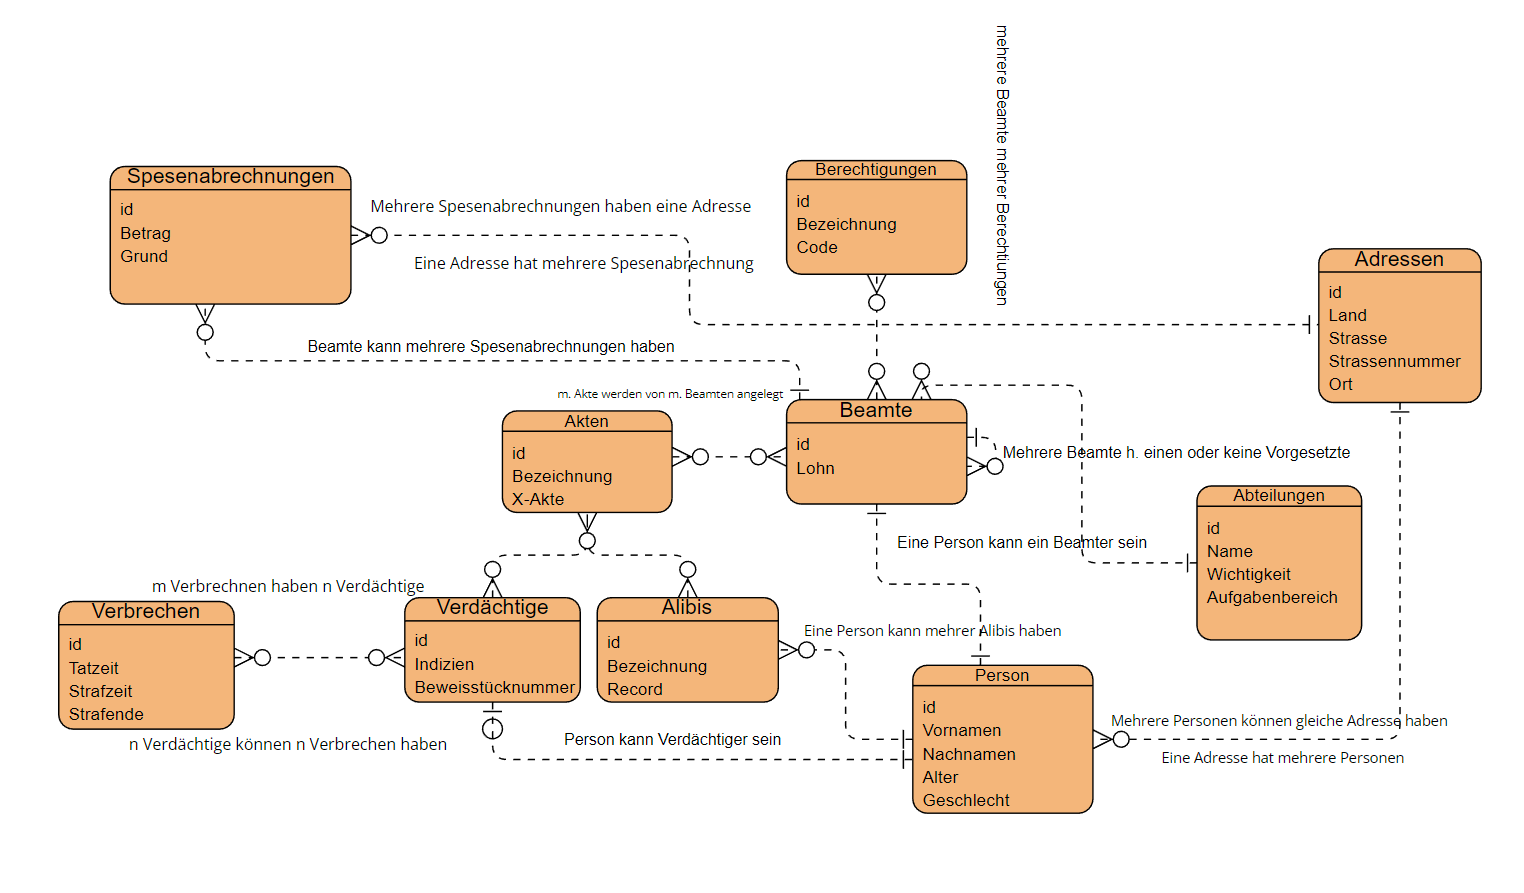 mehrere Beamte mehrer Berechtiungen
Spesenabrechnungen
id
Betrag
Grund
Mehrere Spesenabrechnungen haben eine Adresse
Eine Adresse hat mehrere Spesenabrechnung
Berechtigungen
id
Bezeichnung
Code
Adressen
id
Land
Strasse
Strassennummer
Ort
Beamte kann mehrere Spesenabrechnungen haben
m. Akte werden von m. Beamten angelegt
Akten
id
Bezeichnung
X-Akte
Beamte
id
Lohn
Mehrere Beamte h. einen oder keine Vorgesetzte
Abteilungen
id
Name
Wichtigkeit
Aufgabenbereich
Eine Person kann ein Beamter sein
m Verbrechnen haben n Verdächtige
Verbrechen
id
Tatzeit
Strafzeit
Strafende
n Verdächtige können n Verbrechen haben
Verdächtige
id
Indizien
Beweisstücknummer
Alibis
id
Bezeichnung
Record
Eine Person kann mehrer Alibis haben
Person kann Verdächtiger sein
Person
id
Vornamen
Nachnamen
Alter
Geschlecht
Mehrere Personen können gleiche Adresse haben
Eine Adresse hat mehrere Personen